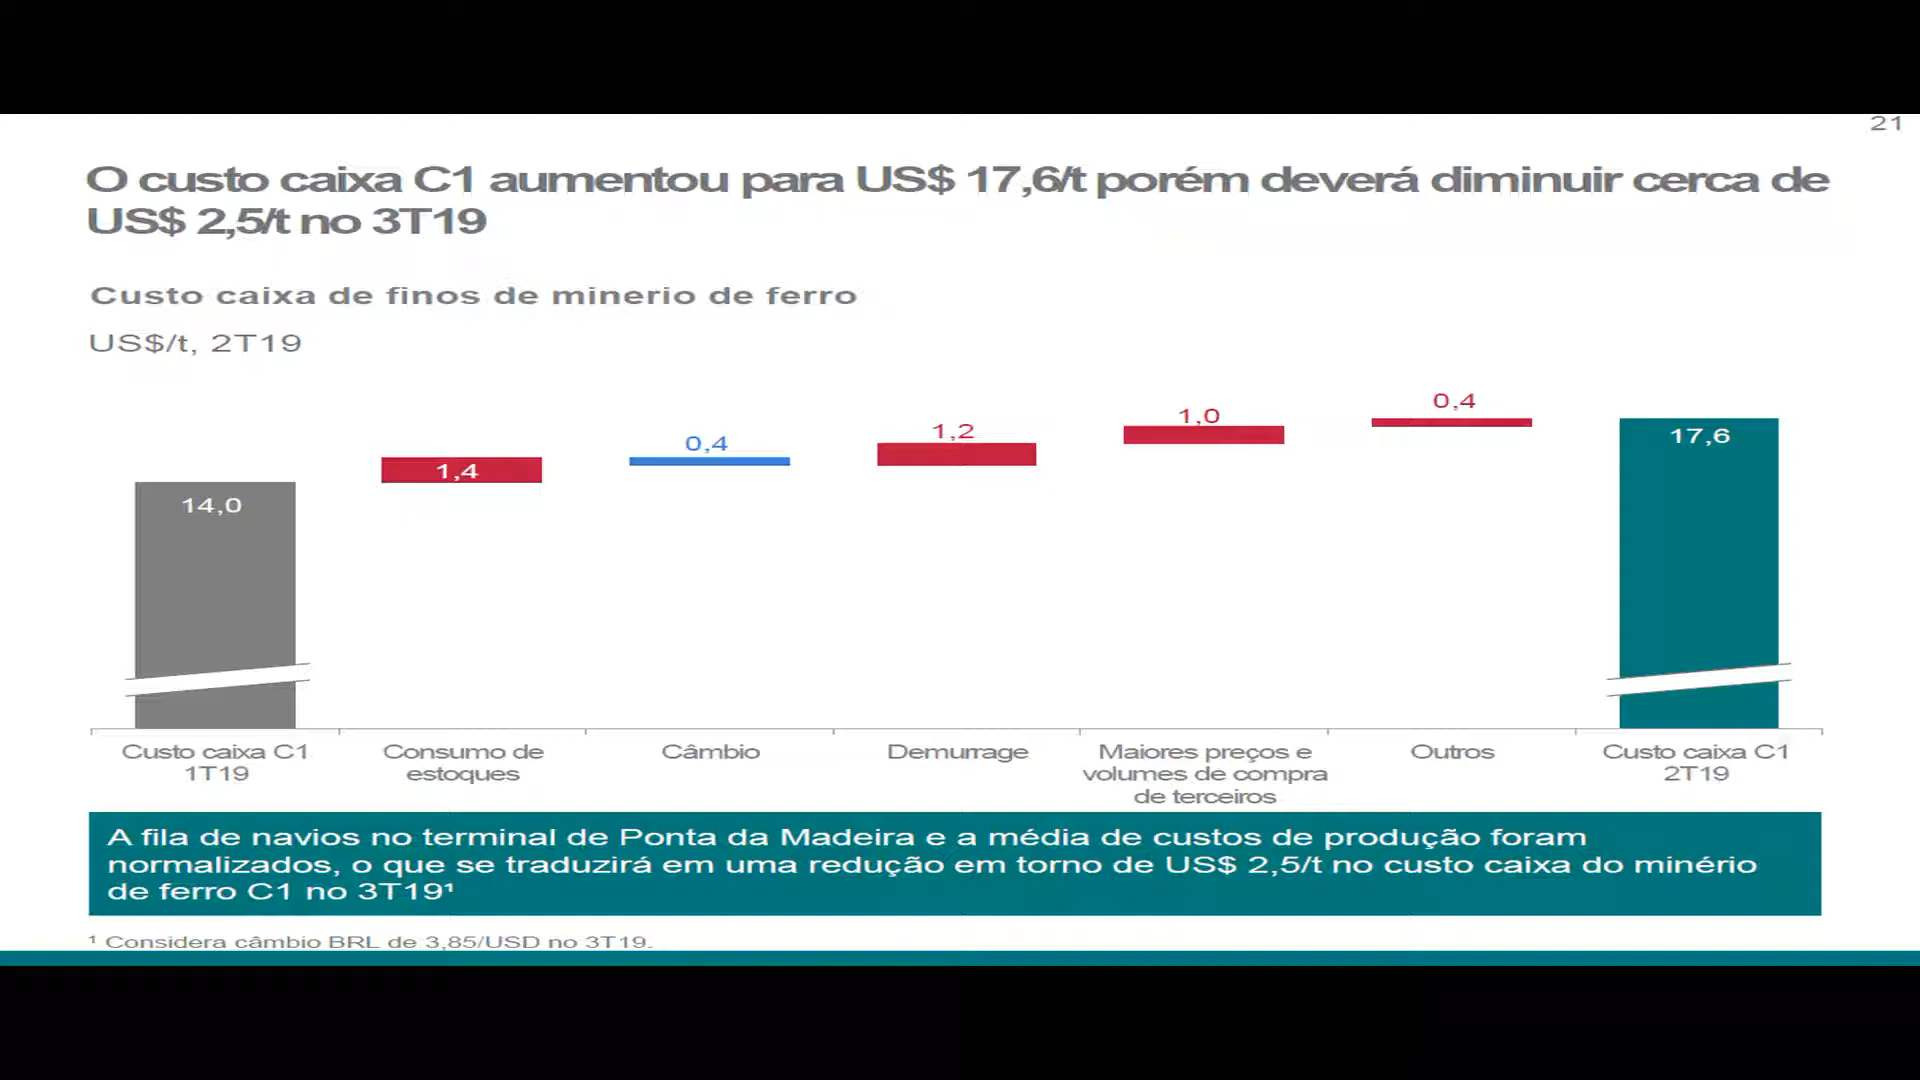 21
O custo caixa C1 aumentou para US$ 17,6/t porém deverá diminuir cerca de
US$ 2,5/t no 3T19
Custo caixa de finos de minerio de ferro
US$/t, 2T19
14,0
1,4
0,4
1,2
1,0
0,4
17,6
Custo caixa C1
1T19
Consumo de
estoques
Câmbio
Demurrage
Maiores preços e
volumes de compra
de terceiros
Outros
Custo caixa C1
2T19
A fila de navios no terminal de Ponta da Madeira e a média de custos de produção foram
normalizados, o que se traduzirá em uma redução em torno de US$ 2,5/t no custo caixa do minério
de ferro C1 no 3T19¹
¹ Considera câmbio BRL de 3,85/USD no 3T19.